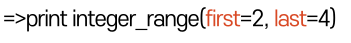 =>print integer_range(first=2, last=4)